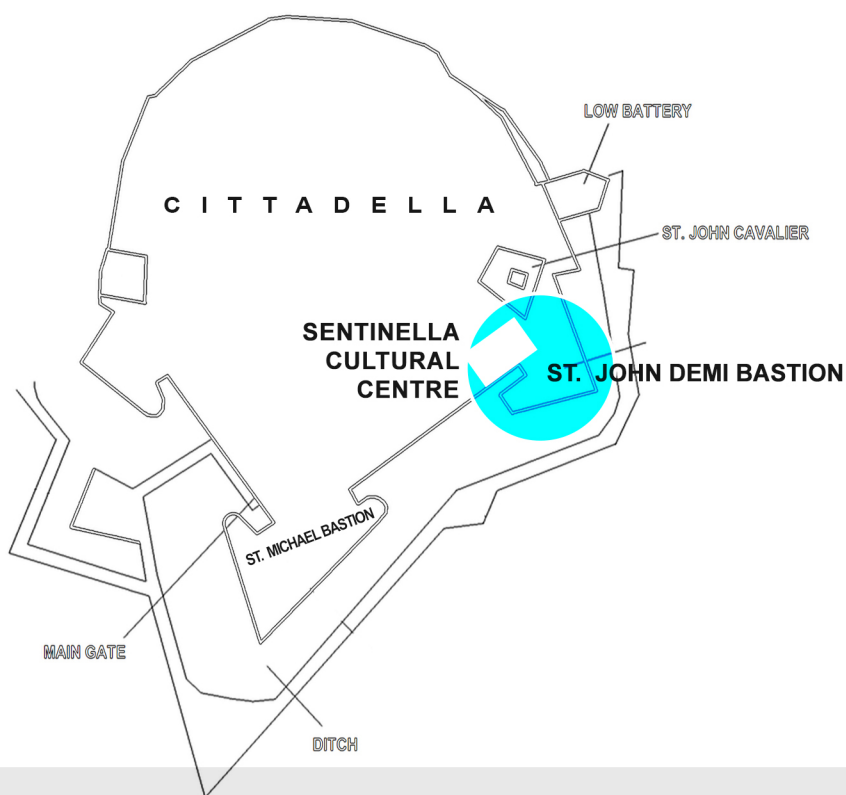 LOW BATTERY
C I T T A D E L L A
ST. JOHN CAVALIER
SENTINELLA
CULTURAL
CENTRE
ST. JOHN DEMI BASTION
ST. MICHAEL BASTION
MAIN GATE
DITCH